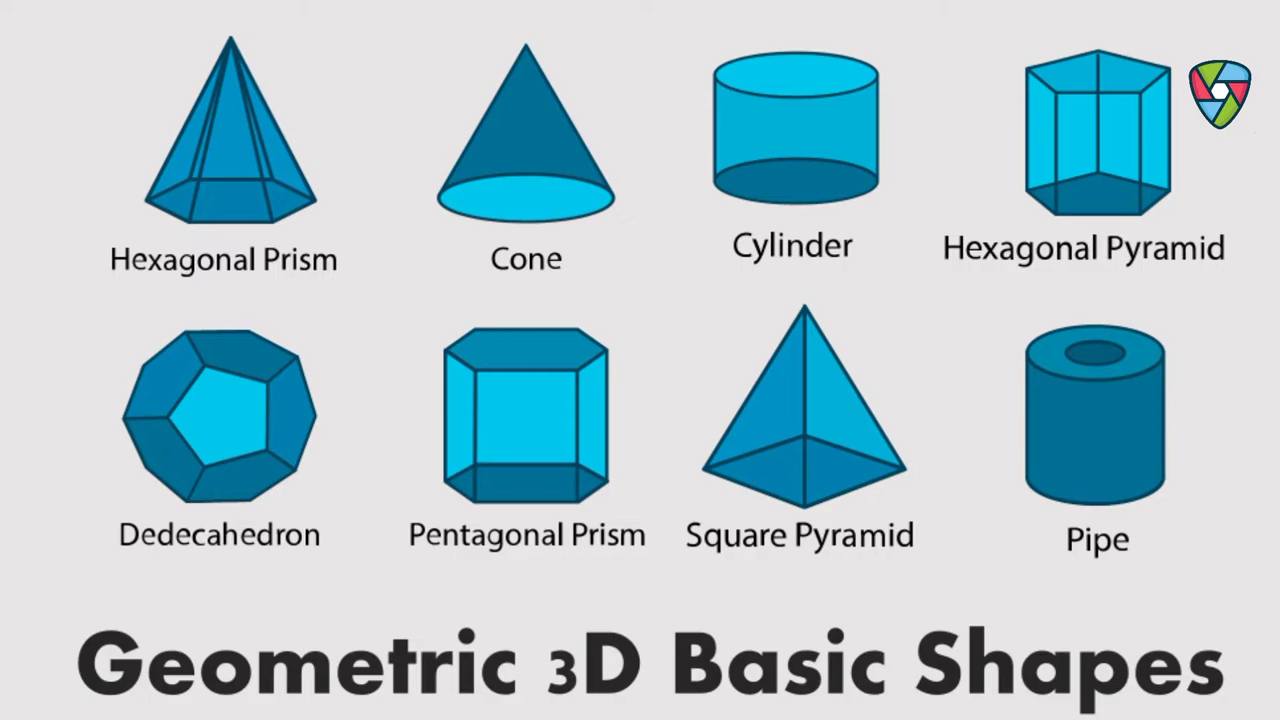 Hexagonal Prism
Cone
Cylinder
Hexagonal Pyramid
Dedecahedron
Pentagonal Prism
Square Pyramid
Pipe
Geometric 3D Basic Shapes